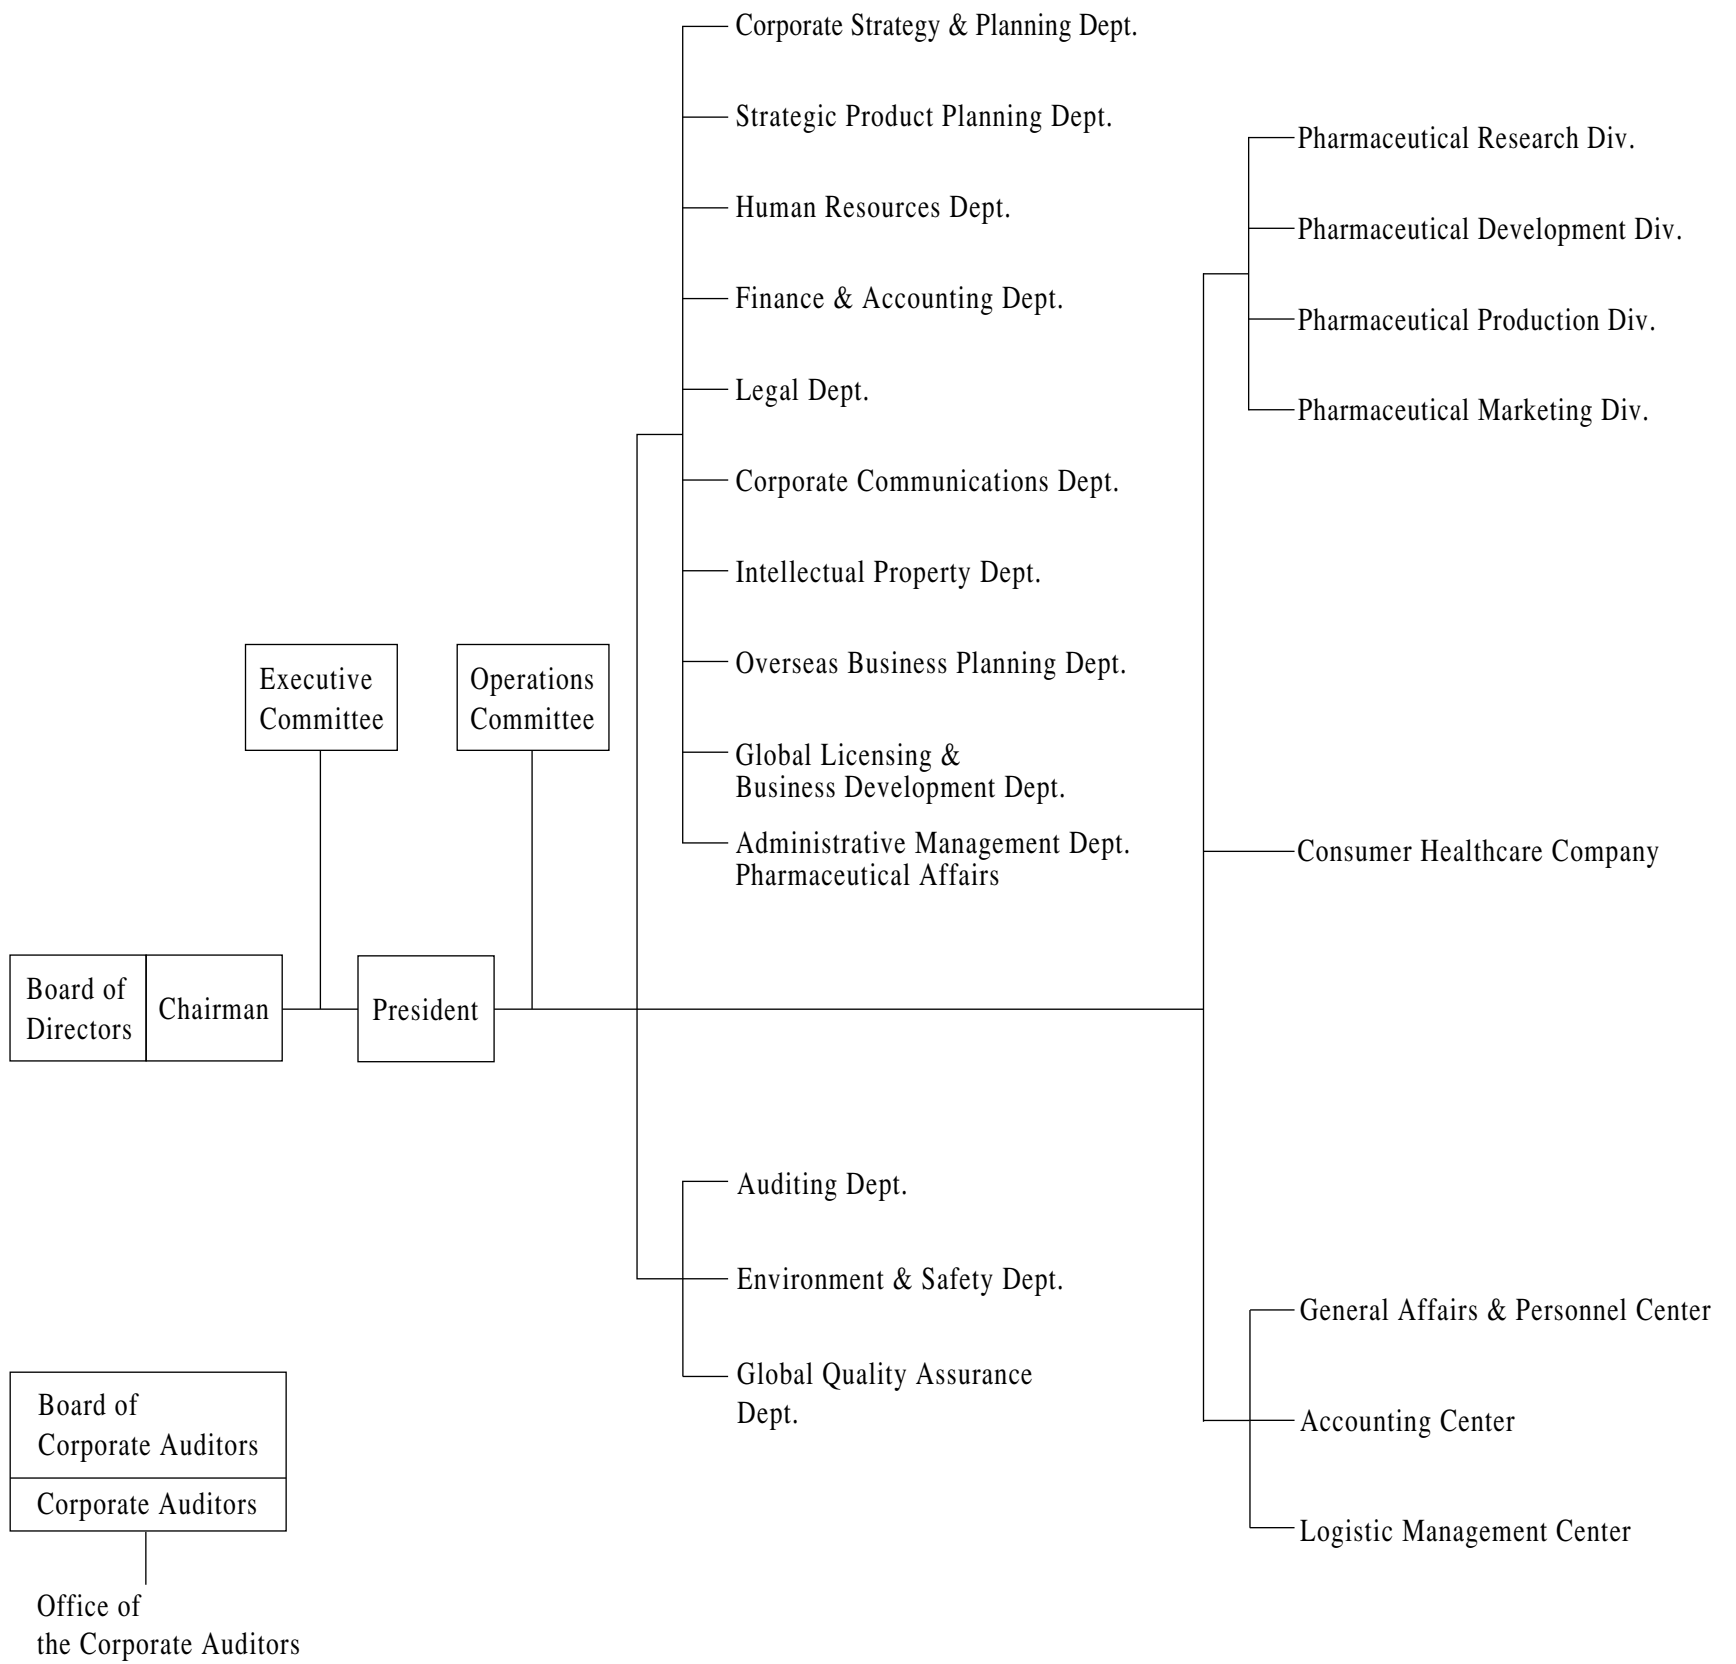 Corporate Strategy & Planning Dept.
Strategic Product Planning Dept.
Human Resources Dept.
Finance & Accounting Dept.
Legal Dept.
Corporate Communications Dept.
Intellectual Property Dept.
Overseas Business Planning Dept.
Global Licensing &
Business Development Dept.
Administrative Management Dept.
Pharmaceutical Affairs
Pharmaceutical Research Div.
Pharmaceutical Development Div.
Pharmaceutical Production Div.
Pharmaceutical Marketing Div.
Executive
Committee
Operations
Committee
Consumer Healthcare Company
Board of
Directors
Chairman
President
Auditing Dept.
Environment & Safety Dept.
Global Quality Assurance
Dept.
General Affairs & Personnel Center
Accounting Center
Logistic Management Center
Board of
Corporate Auditors
Corporate Auditors
Office of
the Corporate Auditors